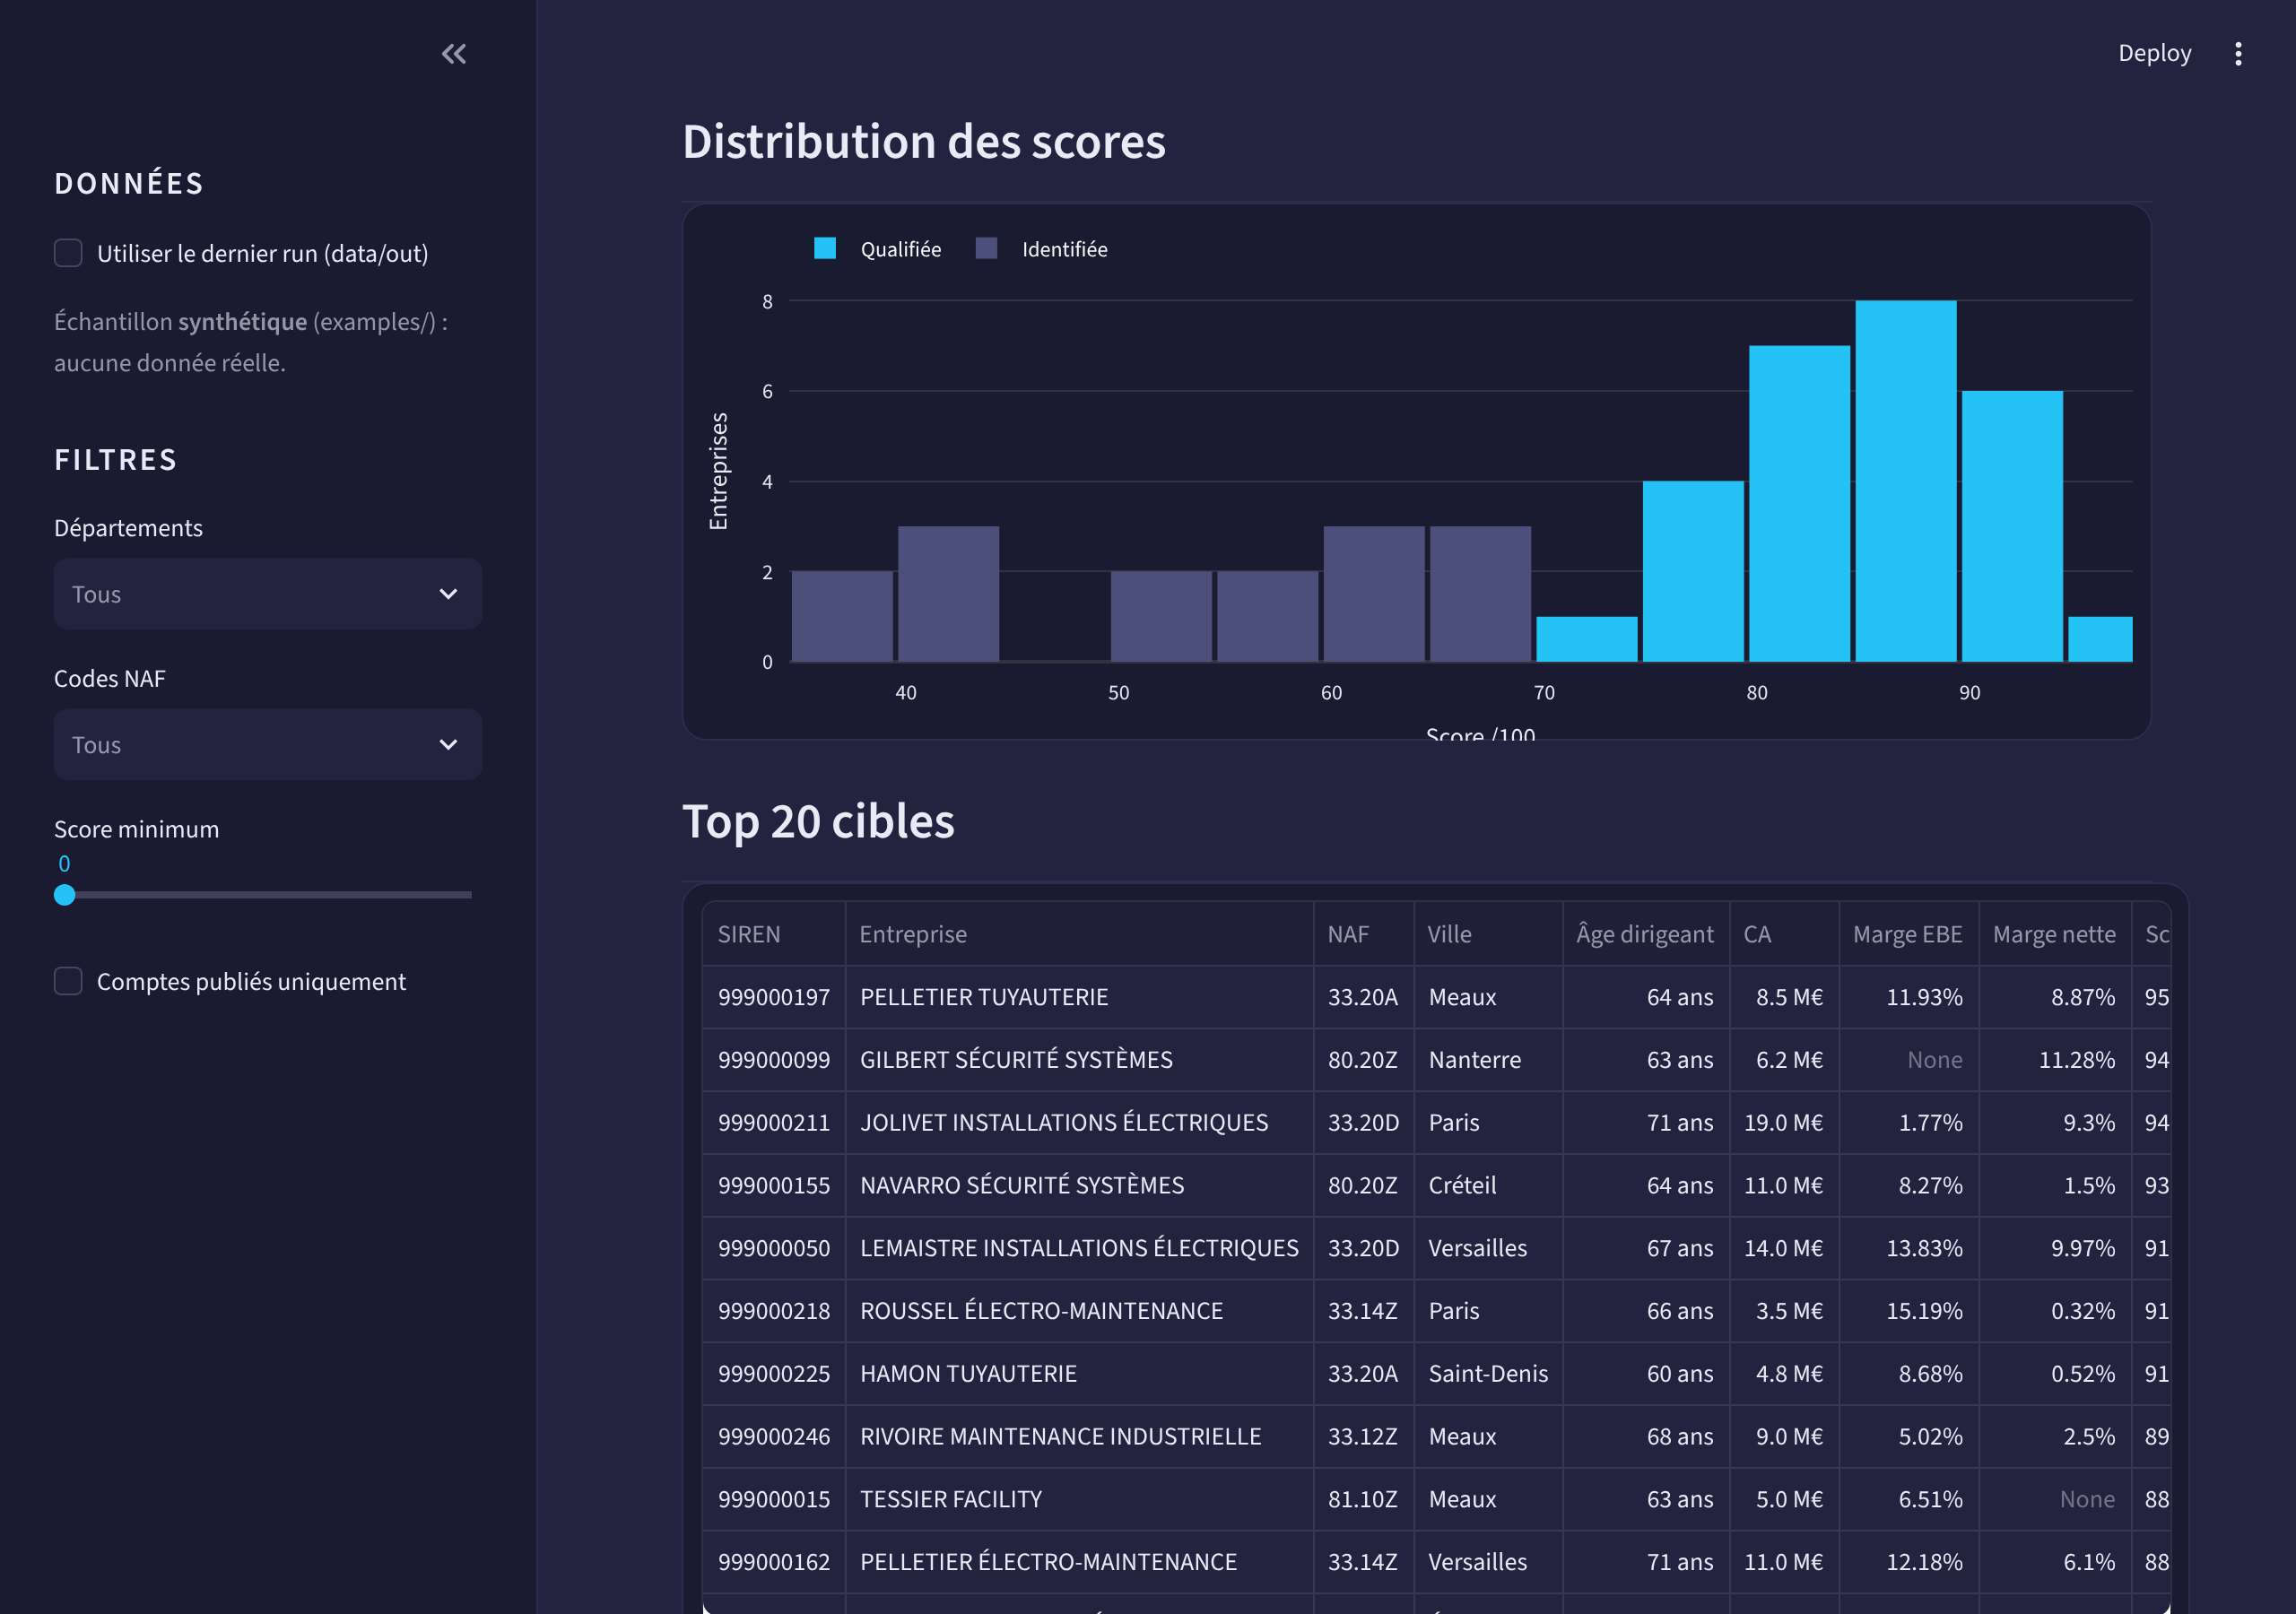 Deploy
DONNÉES
Utiliser le dernier run (data/out)
Échantillon synthétique (examples/) :
aucune donnée réelle.
FILTRES
Départements
Tous
Codes NAF
Tous
Score minimum
0
Comptes publiés uniquement
Distribution des scores
Qualifiée Identifiée
Entreprises
8
6
4
2
0
40 50 60 70 80 90
Score /100
Top 20 cibles
SIREN Entreprise NAF Ville Âge dirigeant CA Marge EBE Marge nette Sc
999000197 PELLETIER TUYAUTERIE 33.20A Meaux 64 ans 8.5 M€ 11.93% 8.87% 95
999000099 GILBERT SÉCURITÉ SYSTÈMES 80.20Z Nanterre 63 ans 6.2 M€ None 11.28% 94
999000211 JOLIVET INSTALLATIONS ÉLECTRIQUES 33.20D Paris 71 ans 19.0 M€ 1.77% 9.3% 94
999000155 NAVARRO SÉCURITÉ SYSTÈMES 80.20Z Créteil 64 ans 11.0 M€ 8.27% 1.5% 93
999000050 LEMAISTRE INSTALLATIONS ÉLECTRIQUES 33.20D Versailles 67 ans 14.0 M€ 13.83% 9.97% 91
999000218 ROUSSEL ÉLECTRO-MAINTENANCE 33.14Z Paris 66 ans 3.5 M€ 15.19% 0.32% 91
999000225 HAMON TUYAUTERIE 33.20A Saint-Denis 60 ans 4.8 M€ 8.68% 0.52% 91
999000246 RIVOIRE MAINTENANCE INDUSTRIELLE 33.12Z Meaux 68 ans 9.0 M€ 5.02% 2.5% 89
999000015 TESSIER FACILITY 81.10Z Meaux 63 ans 5.0 M€ 6.51% None 88
999000162 PELLETIER ÉLECTRO-MAINTENANCE 33.14Z Versailles 71 ans 11.0 M€ 12.18% 6.1% 88